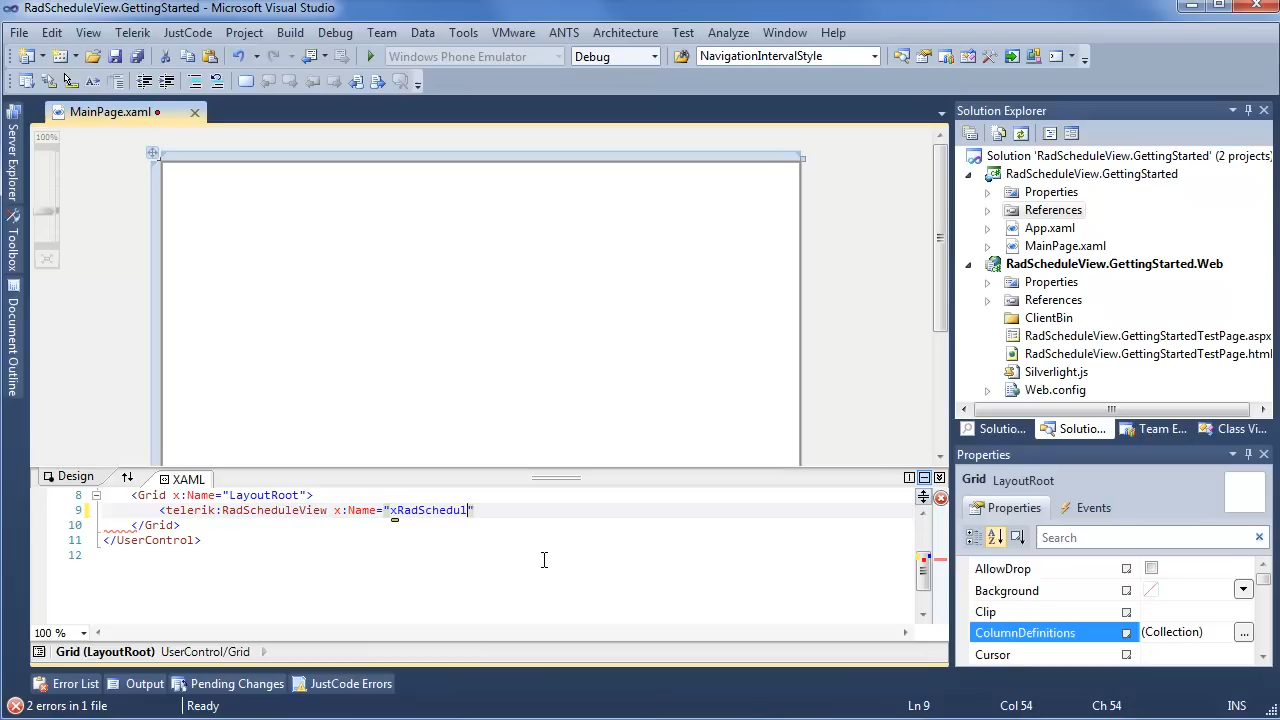 RadScheduleView.GettingStarted - Microsoft Visual Studio
File Edit View Telerik JustCode Project Build Debug Team Data Tools VMware ANTS Architecture Test Analyze Window Help
Windows Phone Emulator Debug NavigationIntervalStyle
MainPage.xaml
Server Explorer
Toolbox
Document Outline
100%
Design XAML
8 <Grid x:Name="LayoutRoot">
9 <telerik:RadScheduleView x:Name="xRadSchedul"
10 </Grid>
11 </UserControl>
12
100 %
Grid (LayoutRoot) UserControl/Grid
Solution Explorer
Solution 'RadScheduleView.GettingStarted' (2 projects)
RadScheduleView.GettingStarted
Properties
References
App.xaml
MainPage.xaml
RadScheduleView.GettingStarted.Web
Properties
References
ClientBin
RadScheduleView.GettingStartedTestPage.aspx
RadScheduleView.GettingStartedTestPage.html
Silverlight.js
Web.config
Solutio... Solutio... Team E... Class Vi...
Properties
Grid LayoutRoot
Properties Events
Search
AllowDrop
Background
Clip
ColumnDefinitions (Collection) ...
Cursor
Error List Output Pending Changes JustCode Errors
2 errors in 1 file Ready Ln 9 Col 54 Ch 54 INS